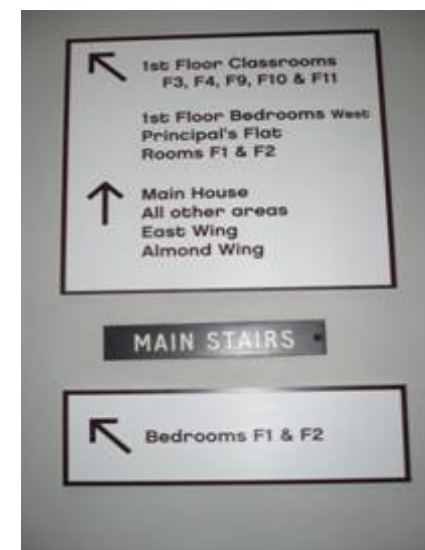 1st Floor Classrooms
F3, F4, F9, F10 & F11
1st Floor Bedrooms West
Principal's Flat
Rooms F1 & F2
Main House
All other areas
East Wing
Almond Wing
MAIN STAIRS
Bedrooms F1 & F2